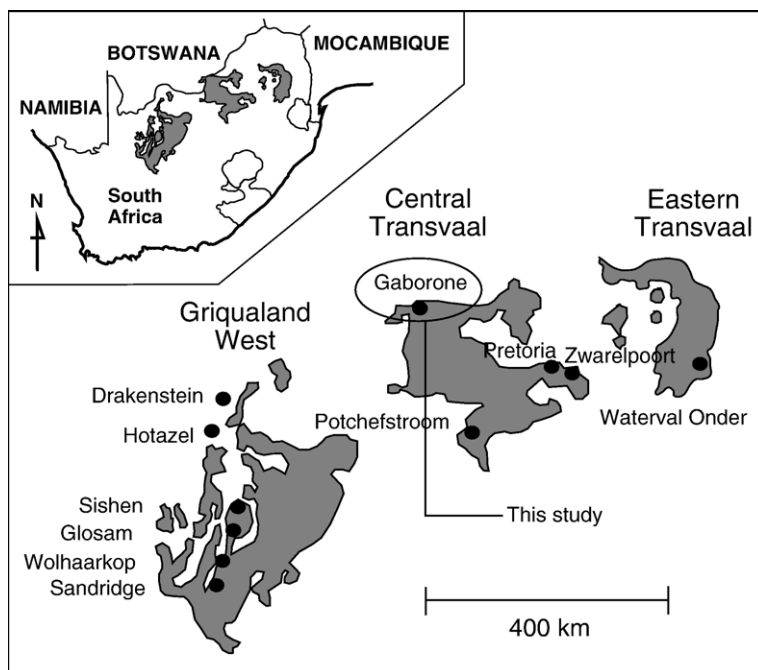 MOCAMBIQUE
BOTSWANA
NAMIBIA
South
Africa
N
Central
Transvaal
Eastern
Transvaal
Gaborone
Griqualand
West
Pretoria
Zwarelpoort
Drakenstein
Waterval Onder
Potchefstroom
Hotazel
Sishen
This study
Glosam
Wolhaarkop
Sandridge
400 km